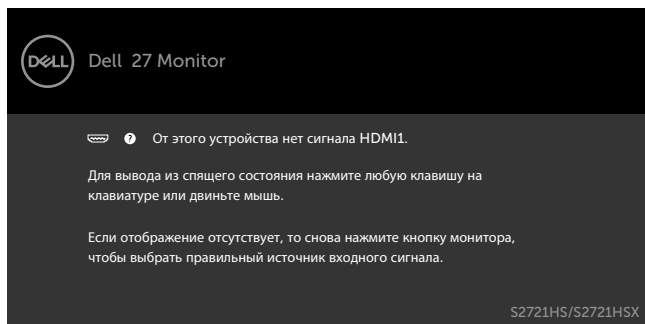 DELL
Dell 27 Monitor
? От этого устройства нет сигнала HDMI1.
Для вывода из спящего состояния нажмите любую клавишу на
клавиатуре или двиньте мышь.
Если отображение отсутствует, то снова нажмите кнопку монитора,
чтобы выбрать правильный источник входного сигнала.
S2721HS/S2721HSX